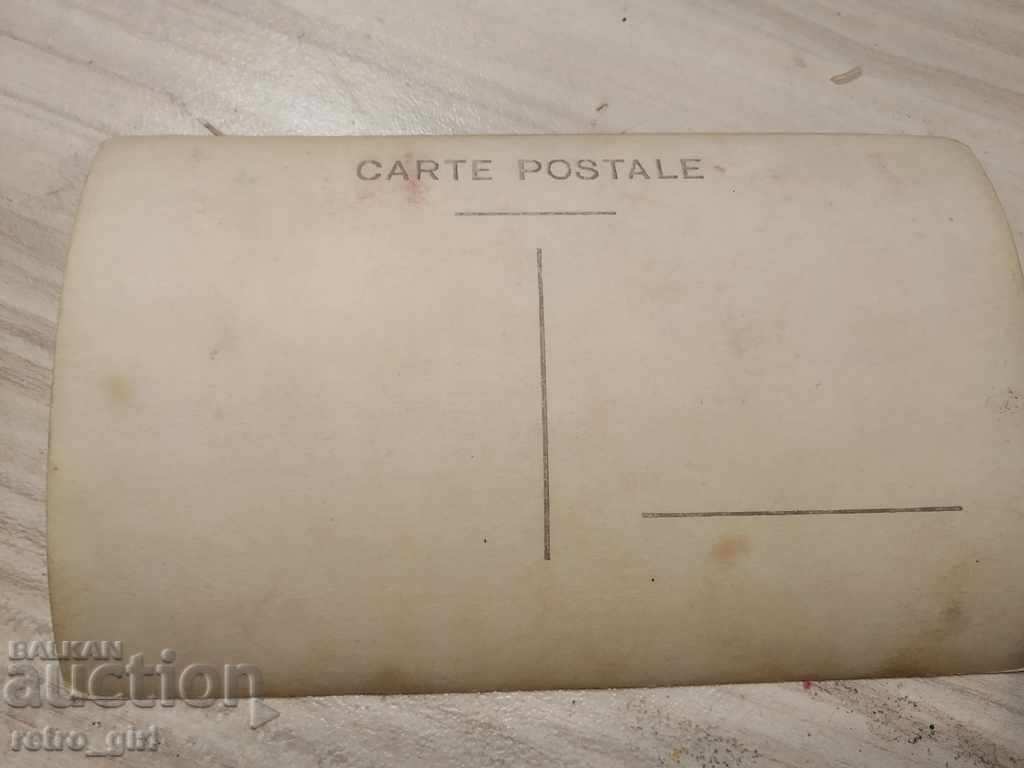 CARTE POSTALE
BALKAN
auction
retro_girl